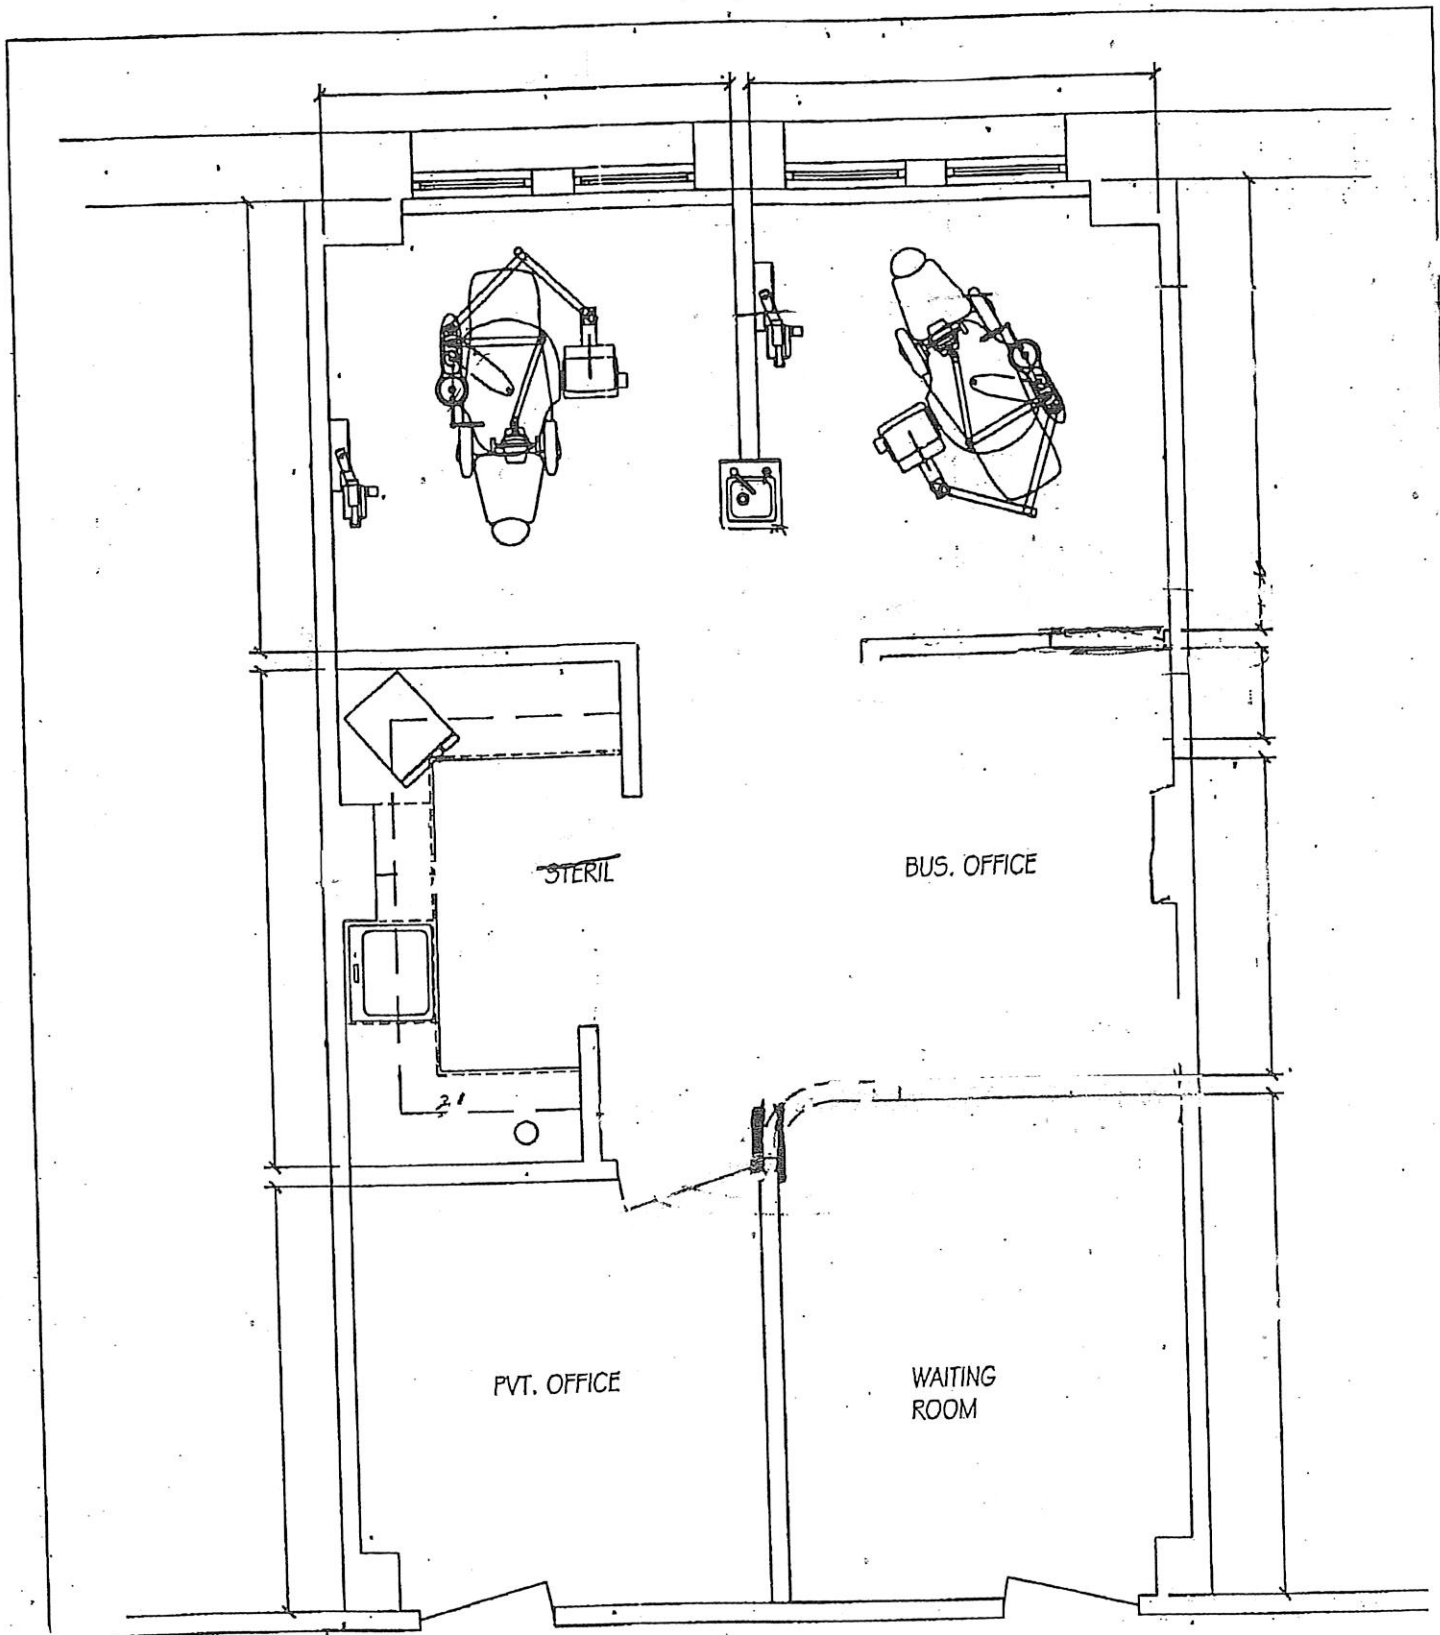 STERIL
BUS. OFFICE
PVT. OFFICE
WAITING
ROOM